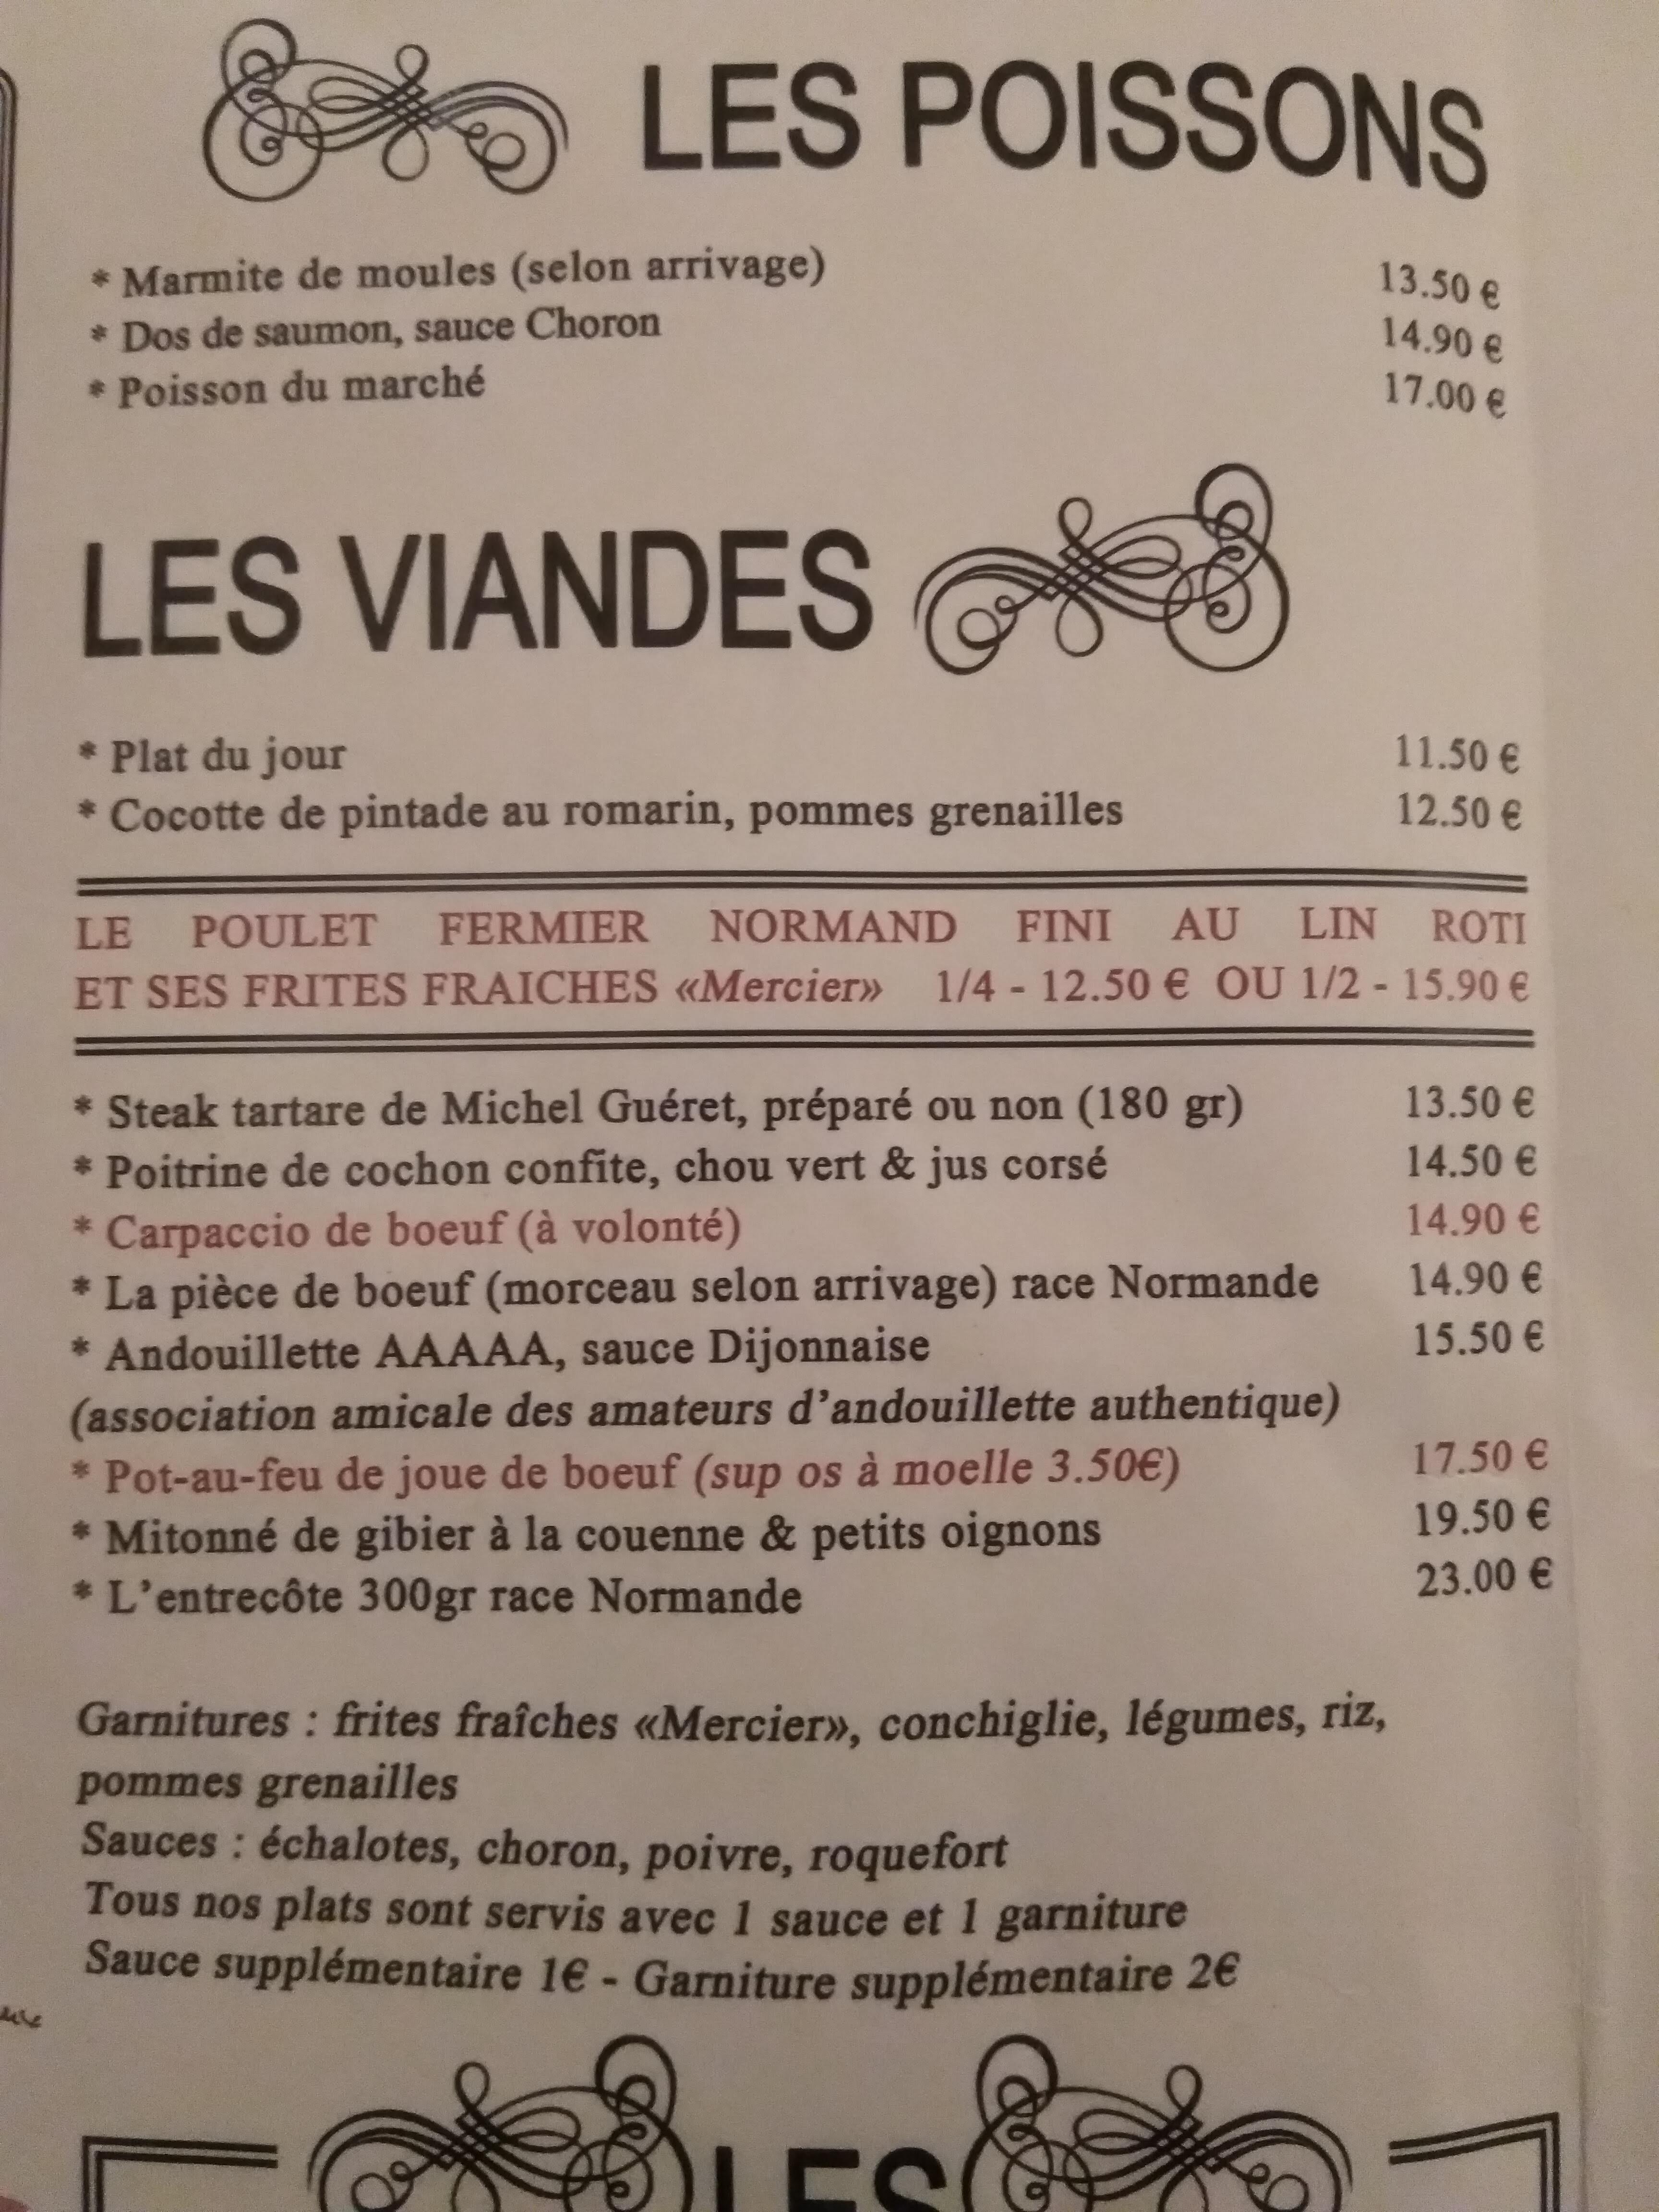 LES POISSONS
* Marmite de moules (selon arrivage) 13.50 €
* Dos de saumon, sauce Choron 14.90 €
* Poisson du marché 17.00 €
LES VIANDES
* Plat du jour 11.50 €
* Cocotte de pintade au romarin, pommes grenailles 12.50 €
LE POULET FERMIER NORMAND FINI AU LIN ROTI
ET SES FRITES FRAICHES «Mercier» 1/4 - 12.50 € OU 1/2 - 15.90 €
* Steak tartare de Michel Guéret, préparé ou non (180 gr) 13.50 €
* Poitrine de cochon confite, chou vert & jus corsé 14.50 €
* Carpaccio de boeuf (à volonté) 14.90 €
* La pièce de boeuf (morceau selon arrivage) race Normande 14.90 €
* Andouillette AAAAA, sauce Dijonnaise 15.50 €
(association amicale des amateurs d'andouillette authentique)
* Pot-au-feu de joue de boeuf (sup os à moelle 3.50€) 17.50 €
* Mitonné de gibier à la couenne & petits oignons 19.50 €
* L'entrecôte 300gr race Normande 23.00 €
Garnitures : frites fraîches «Mercier», conchiglie, légumes, riz,
pommes grenailles
Sauces : échalotes, choron, poivre, roquefort
Tous nos plats sont servis avec 1 sauce et 1 garniture
Sauce supplémentaire 1€ - Garniture supplémentaire 2€
LES